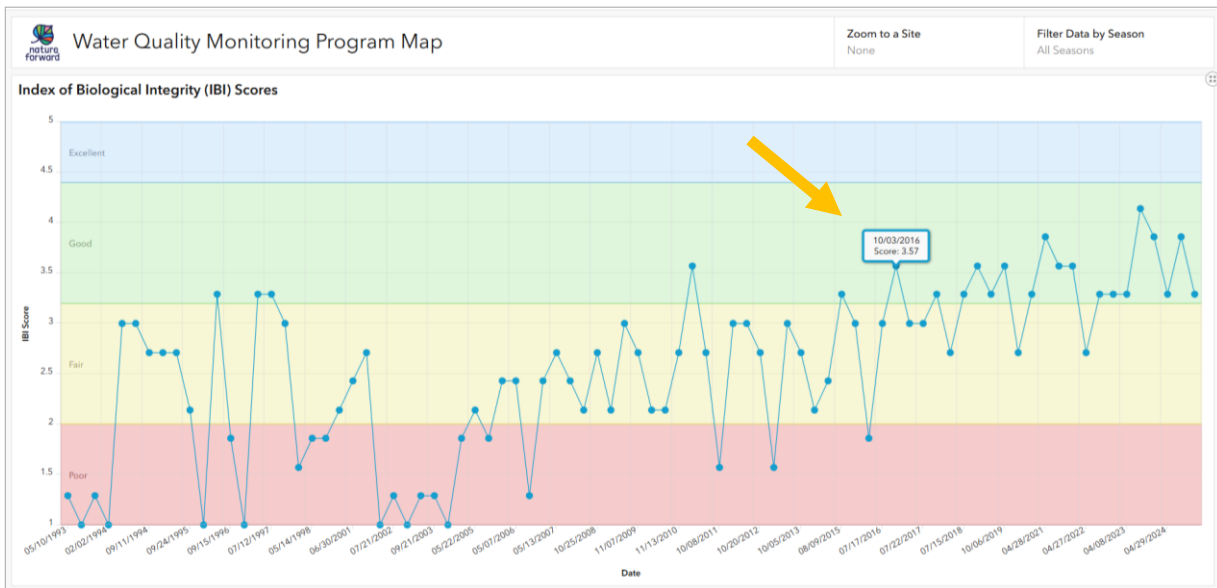 nature
forward
Water Quality Monitoring Program Map
Zoom to a Site
None
Filter Data by Season
All Seasons
Index of Biological Integrity (IBI) Scores
5
4.5
4
3.5
3
2.5
2
1.5
1
IBI Score
Excellent
Good
Fair
Poor
10/03/2016
Score: 3.57
05/10/1993
02/02/1994
09/11/1994
09/24/1995
09/15/1996
07/12/1997
05/14/1998
06/30/2001
07/21/2002
09/21/2003
05/22/2005
05/07/2006
05/13/2007
10/25/2008
11/07/2009
11/13/2010
10/08/2011
10/20/2012
10/05/2013
08/09/2015
07/17/2016
07/22/2017
07/15/2018
10/06/2019
04/28/2021
04/27/2022
04/08/2023
04/29/2024
Date